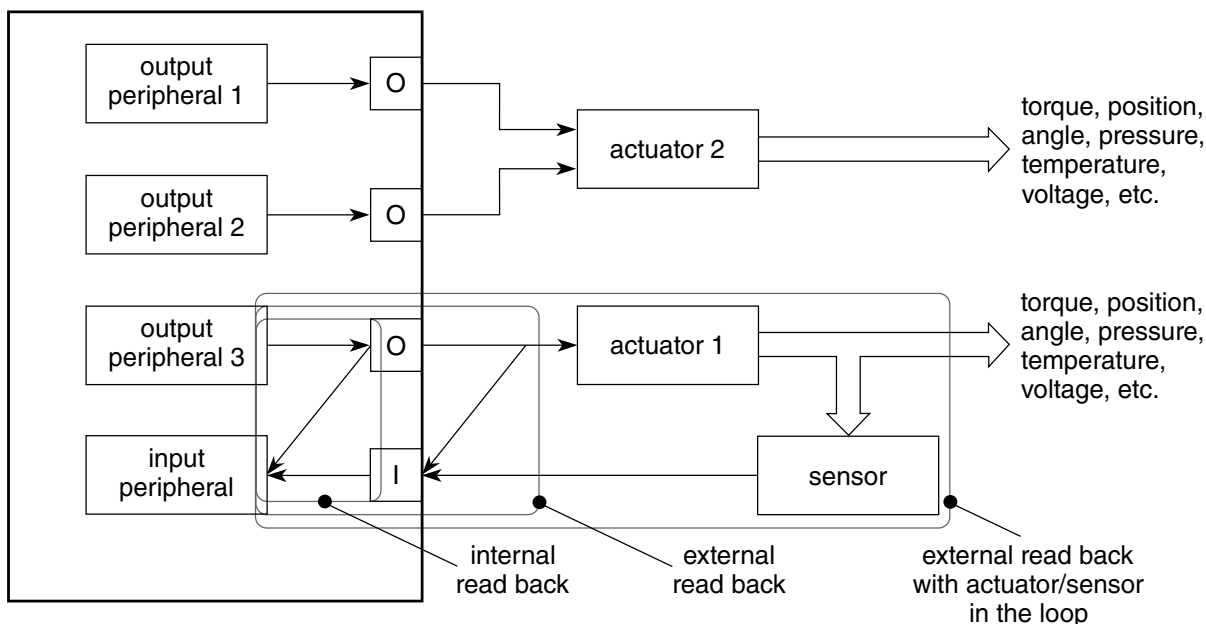 output
peripheral 1
O
actuator 2
torque, position,
angle, pressure,
temperature,
voltage, etc.
output
peripheral 2
O
output
peripheral 3
O
actuator 1
torque, position,
angle, pressure,
temperature,
voltage, etc.
input
peripheral
I
sensor
internal
read back
external
read back
external read back
with actuator/sensor
in the loop